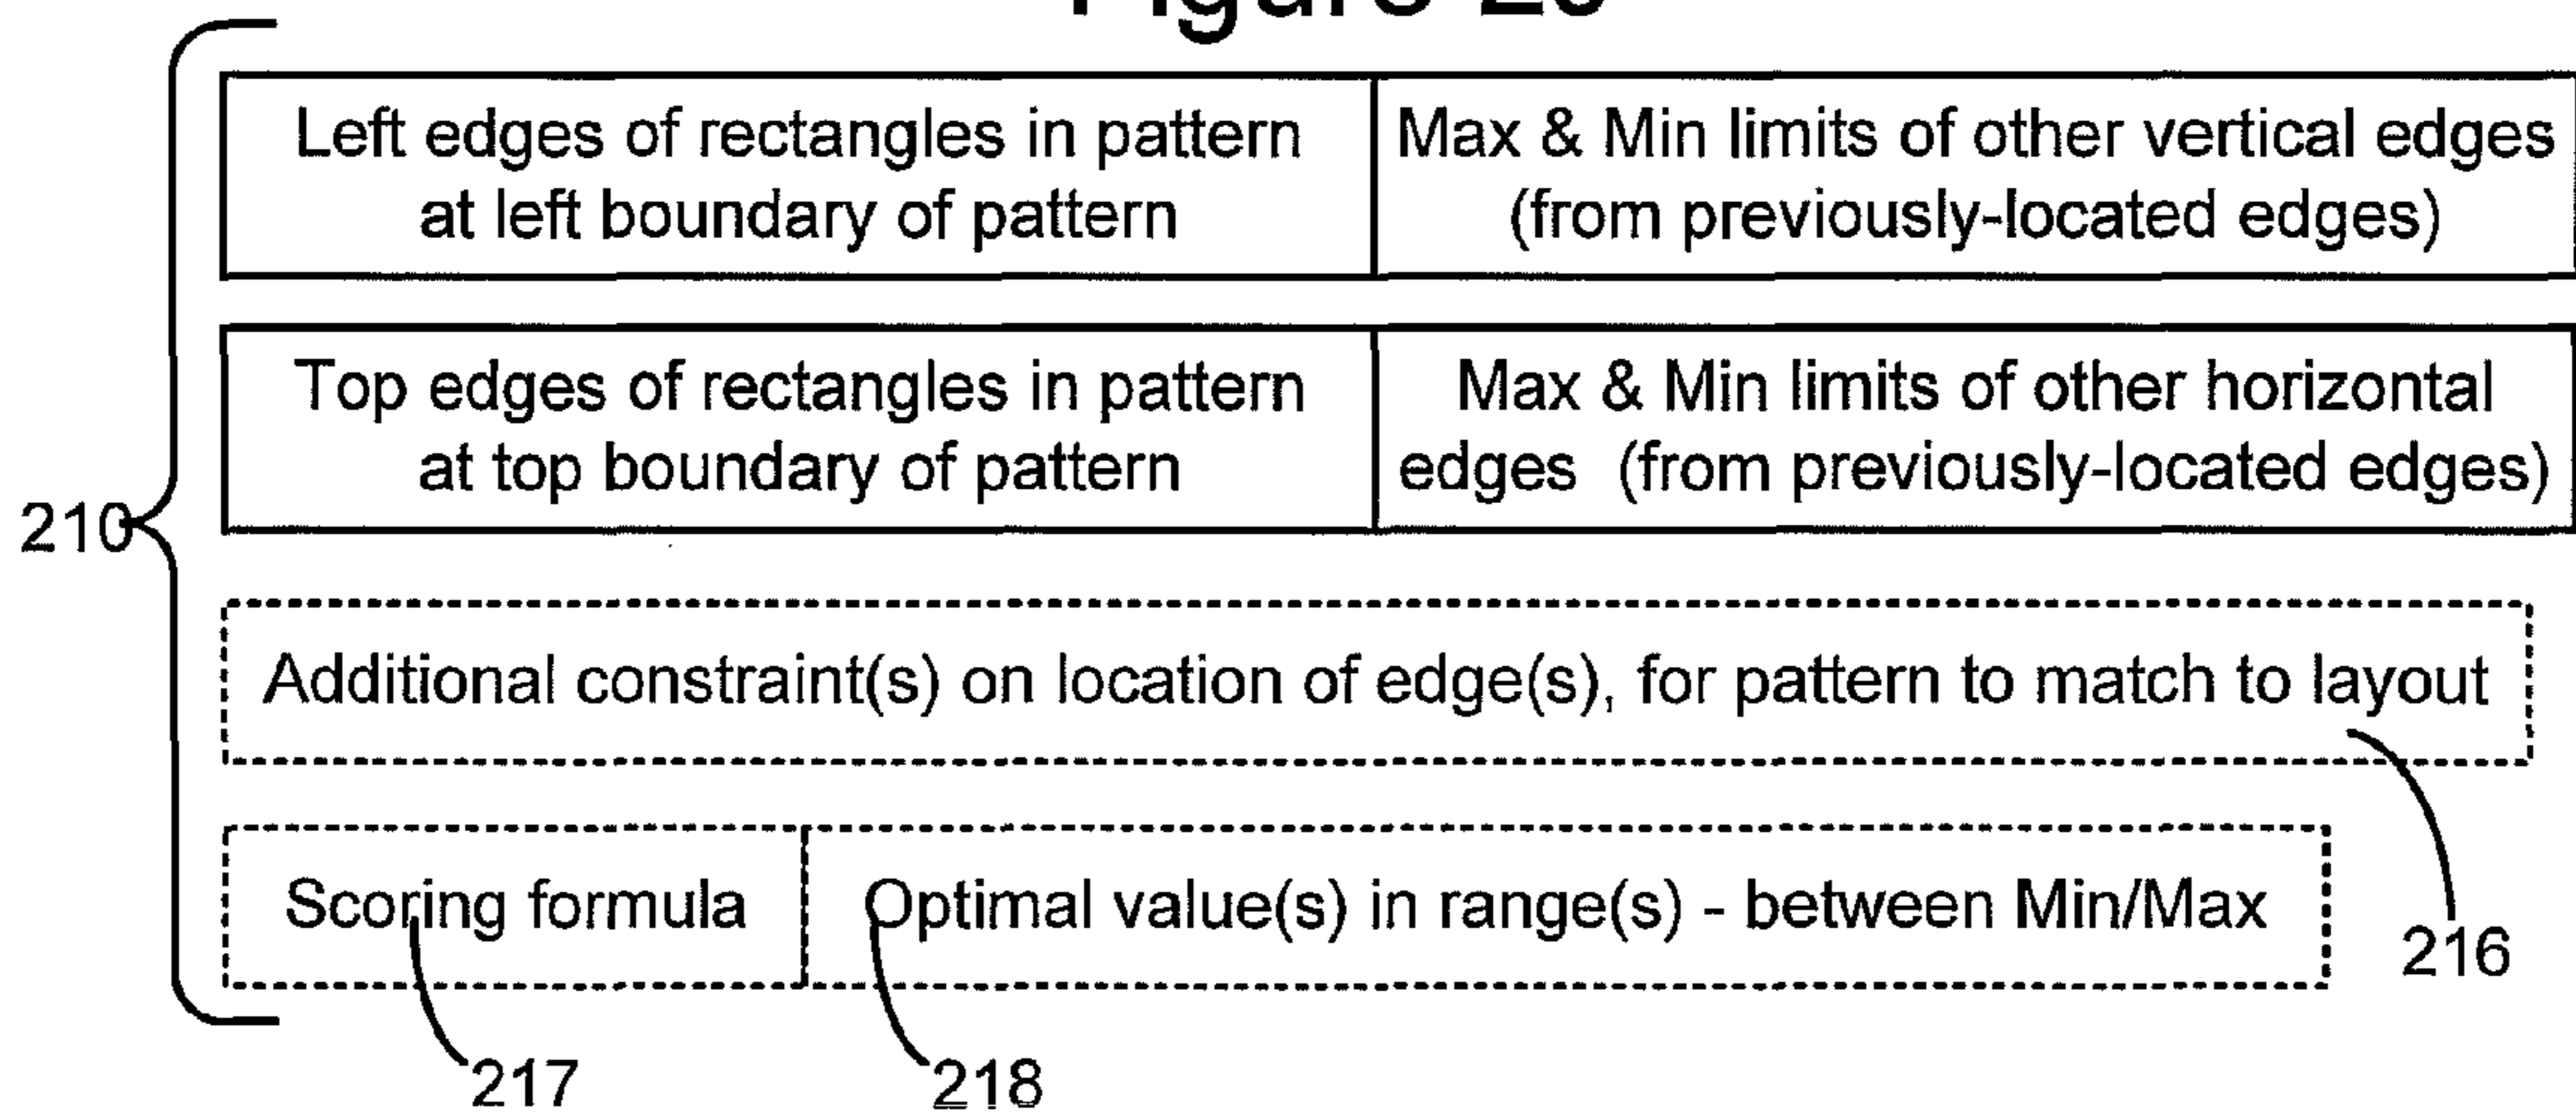 Left edges of rectangles in pattern
at left boundary of pattern
Max & Min limits of other vertical edges
(from previously-located edges)
Top edges of rectangles in pattern
at top boundary of pattern
Max & Min limits of other horizontal
edges (from previously-located edges)
210
Additional constraint(s) on location of edge(s), for pattern to match to layout
Scoring formula
Optimal value(s) in range(s) - between Min/Max
216
217
218